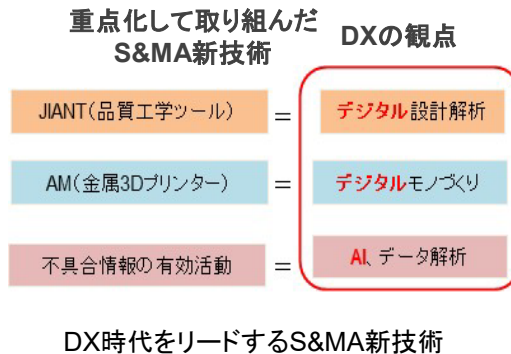 重点化して取り組んだ
S&MA新技術
DXの観点
JIANT(品質工学ツール) = デジタル設計解析
AM(金属3Dプリンター) = デジタルモノづくり
不具合情報の有効活動 = AI、データ解析
DX時代をリードするS&MA新技術